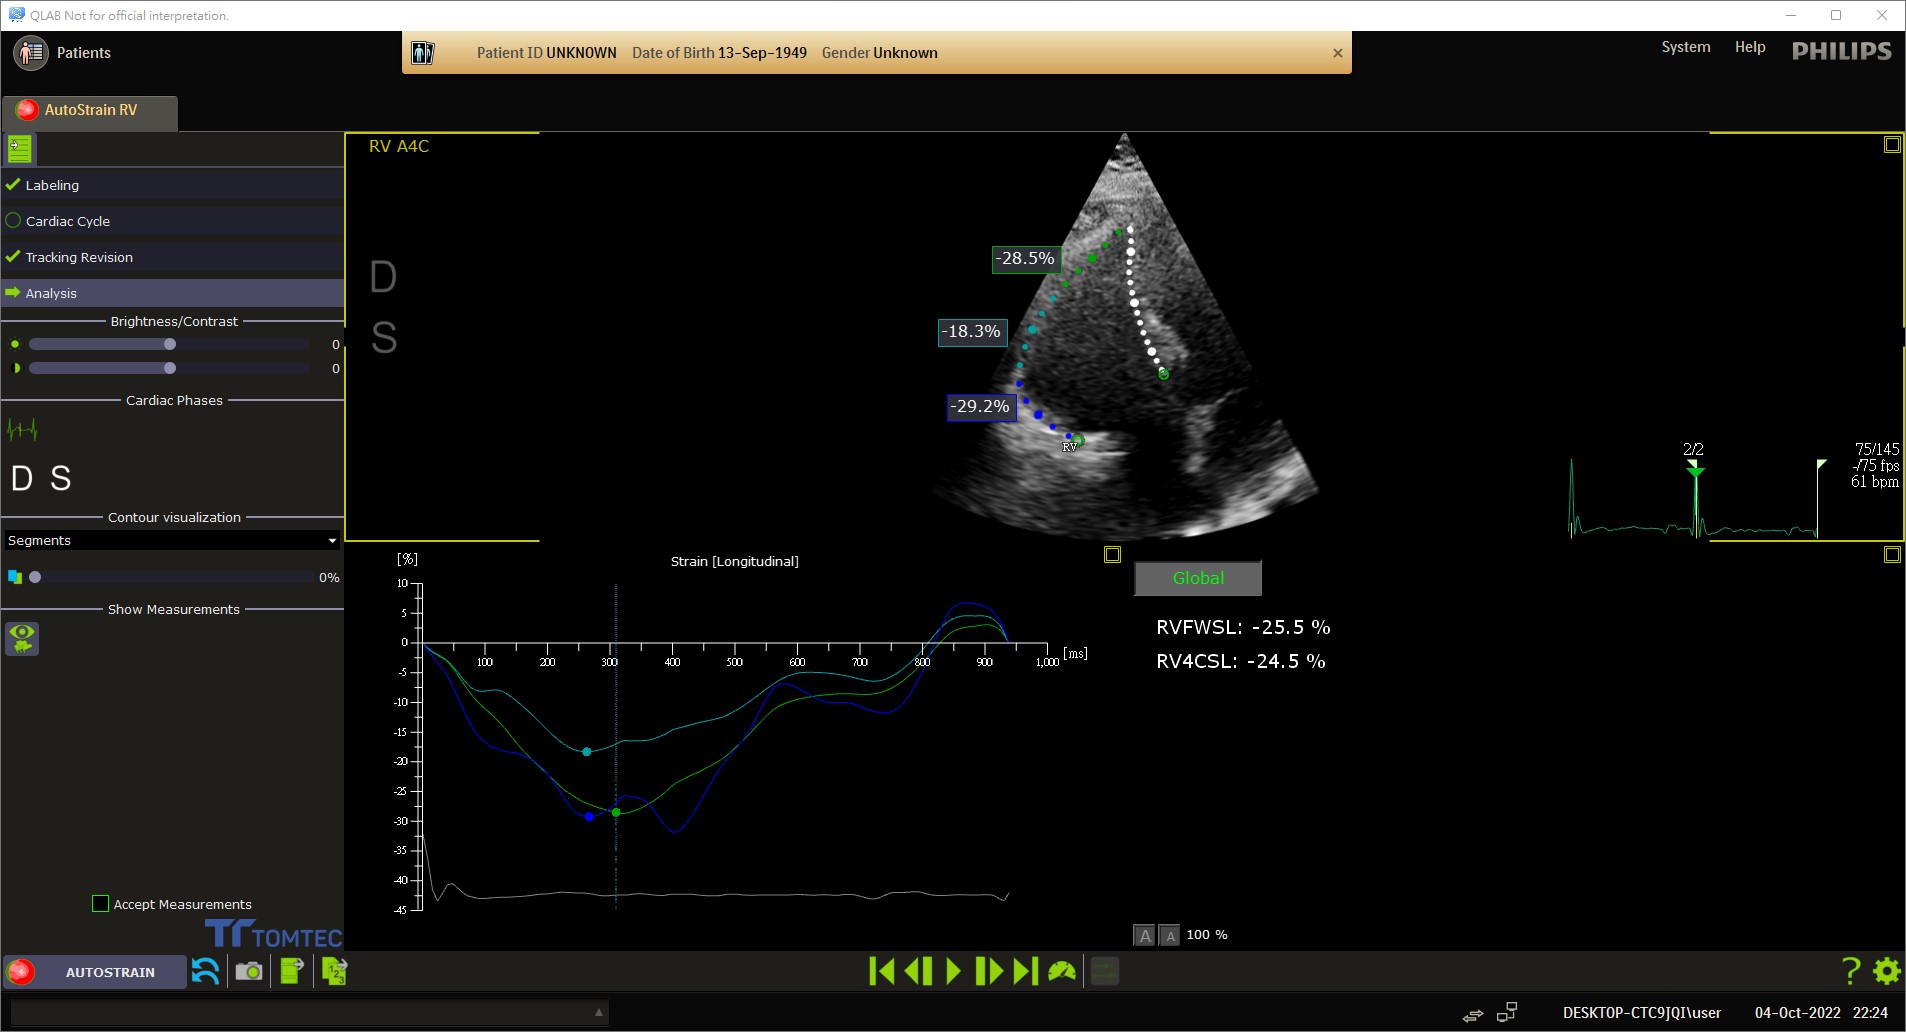 QLAB Not for official interpretation.
Patients
Patient ID UNKNOWN Date of Birth 13-Sep-1949 Gender Unknown
System Help PHILIPS
AutoStrain RV
Labeling
Cardiac Cycle
Tracking Revision
Analysis
Brightness/Contrast
0
0
Cardiac Phases
D S
Contour visualization
Segments
0%
Show Measurements
Accept Measurements
TOMTEC
RV A4C
D
S
-28.5%
-18.3%
-29.2%
RV
2/2
75/145
-/75 fps
61 bpm
[%]
Strain [Longitudinal]
10
5
0
-5
-10
-15
-20
-25
-30
-35
-40
-45
100 200 300 400 500 600 700 800 900 1,000 [ms]
Global
RVFWSL: -25.5 %
RV4CSL: -24.5 %
A A 100 %
AUTOSTRAIN
1 2 3
?
DESKTOP-CTC9JQI\user 04-Oct-2022 22:24